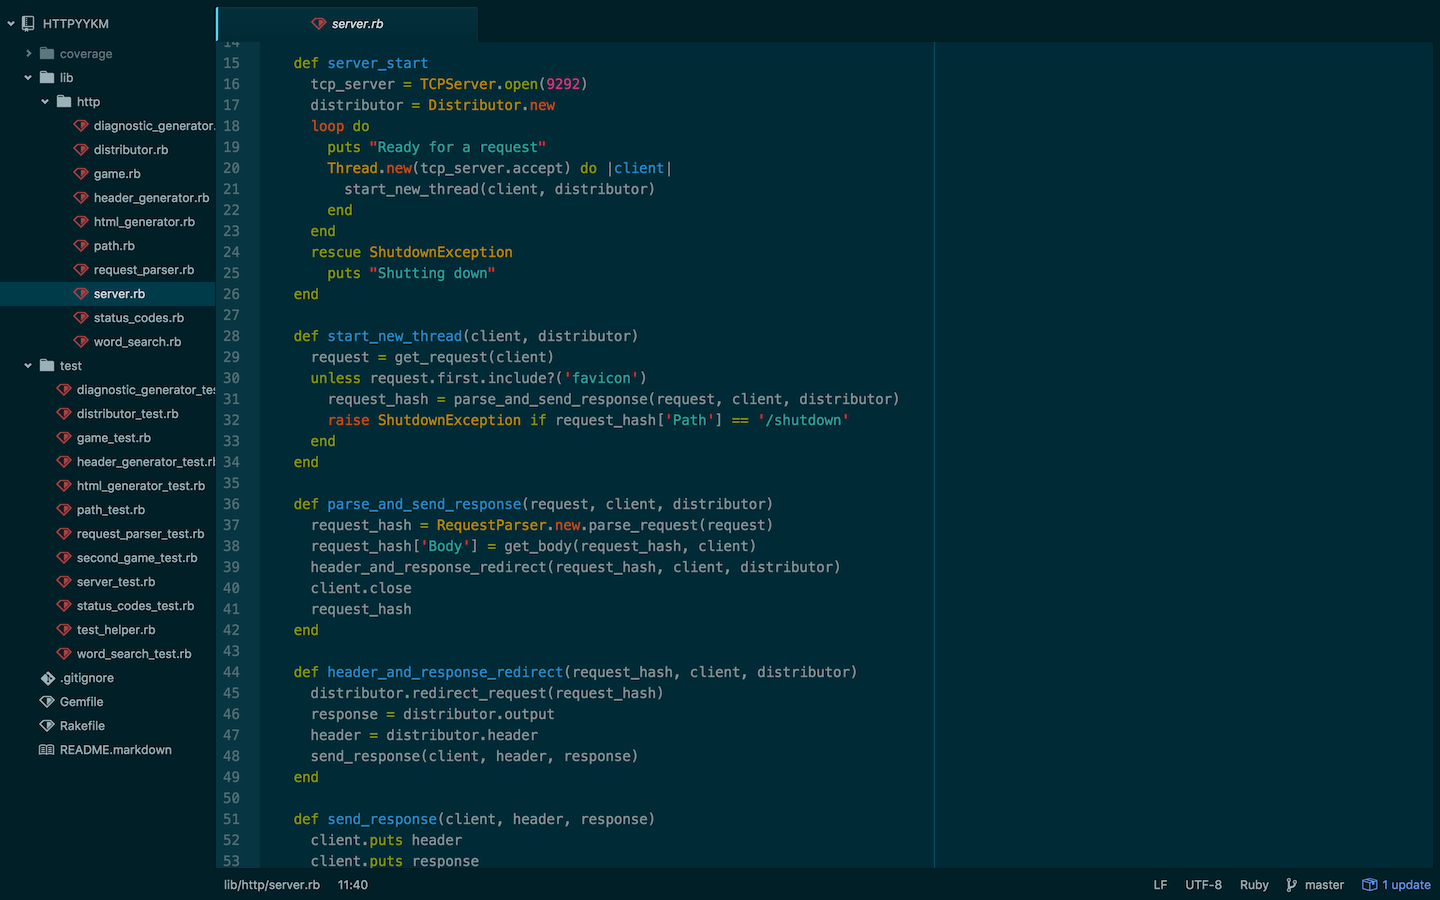 HTTPYYKM
coverage
lib
http
diagnostic_generator.
distributor.rb
game.rb
header_generator.rb
html_generator.rb
path.rb
request_parser.rb
server.rb
status_codes.rb
word_search.rb
test
diagnostic_generator_tes
distributor_test.rb
game_test.rb
header_generator_test.rb
html_generator_test.rb
path_test.rb
request_parser_test.rb
second_game_test.rb
server_test.rb
status_codes_test.rb
test_helper.rb
word_search_test.rb
.gitignore
Gemfile
Rakefile
README.markdown
server.rb
14
15 def server_start
16 tcp_server = TCPServer.open(9292)
17 distributor = Distributor.new
18 loop do
19 puts "Ready for a request"
20 Thread.new(tcp_server.accept) do |client|
21 start_new_thread(client, distributor)
22 end
23 end
24 rescue ShutdownException
25 puts "Shutting down"
26 end
27
28 def start_new_thread(client, distributor)
29 request = get_request(client)
30 unless request.first.include?('favicon')
31 request_hash = parse_and_send_response(request, client, distributor)
32 raise ShutdownException if request_hash['Path'] == '/shutdown'
33 end
34 end
35
36 def parse_and_send_response(request, client, distributor)
37 request_hash = RequestParser.new.parse_request(request)
38 request_hash['Body'] = get_body(request_hash, client)
39 header_and_response_redirect(request_hash, client, distributor)
40 client.close
41 request_hash
42 end
43
44 def header_and_response_redirect(request_hash, client, distributor)
45 distributor.redirect_request(request_hash)
46 response = distributor.output
47 header = distributor.header
48 send_response(client, header, response)
49 end
50
51 def send_response(client, header, response)
52 client.puts header
53 client.puts response
lib/http/server.rb 11:40 LF UTF-8 Ruby master 1 update